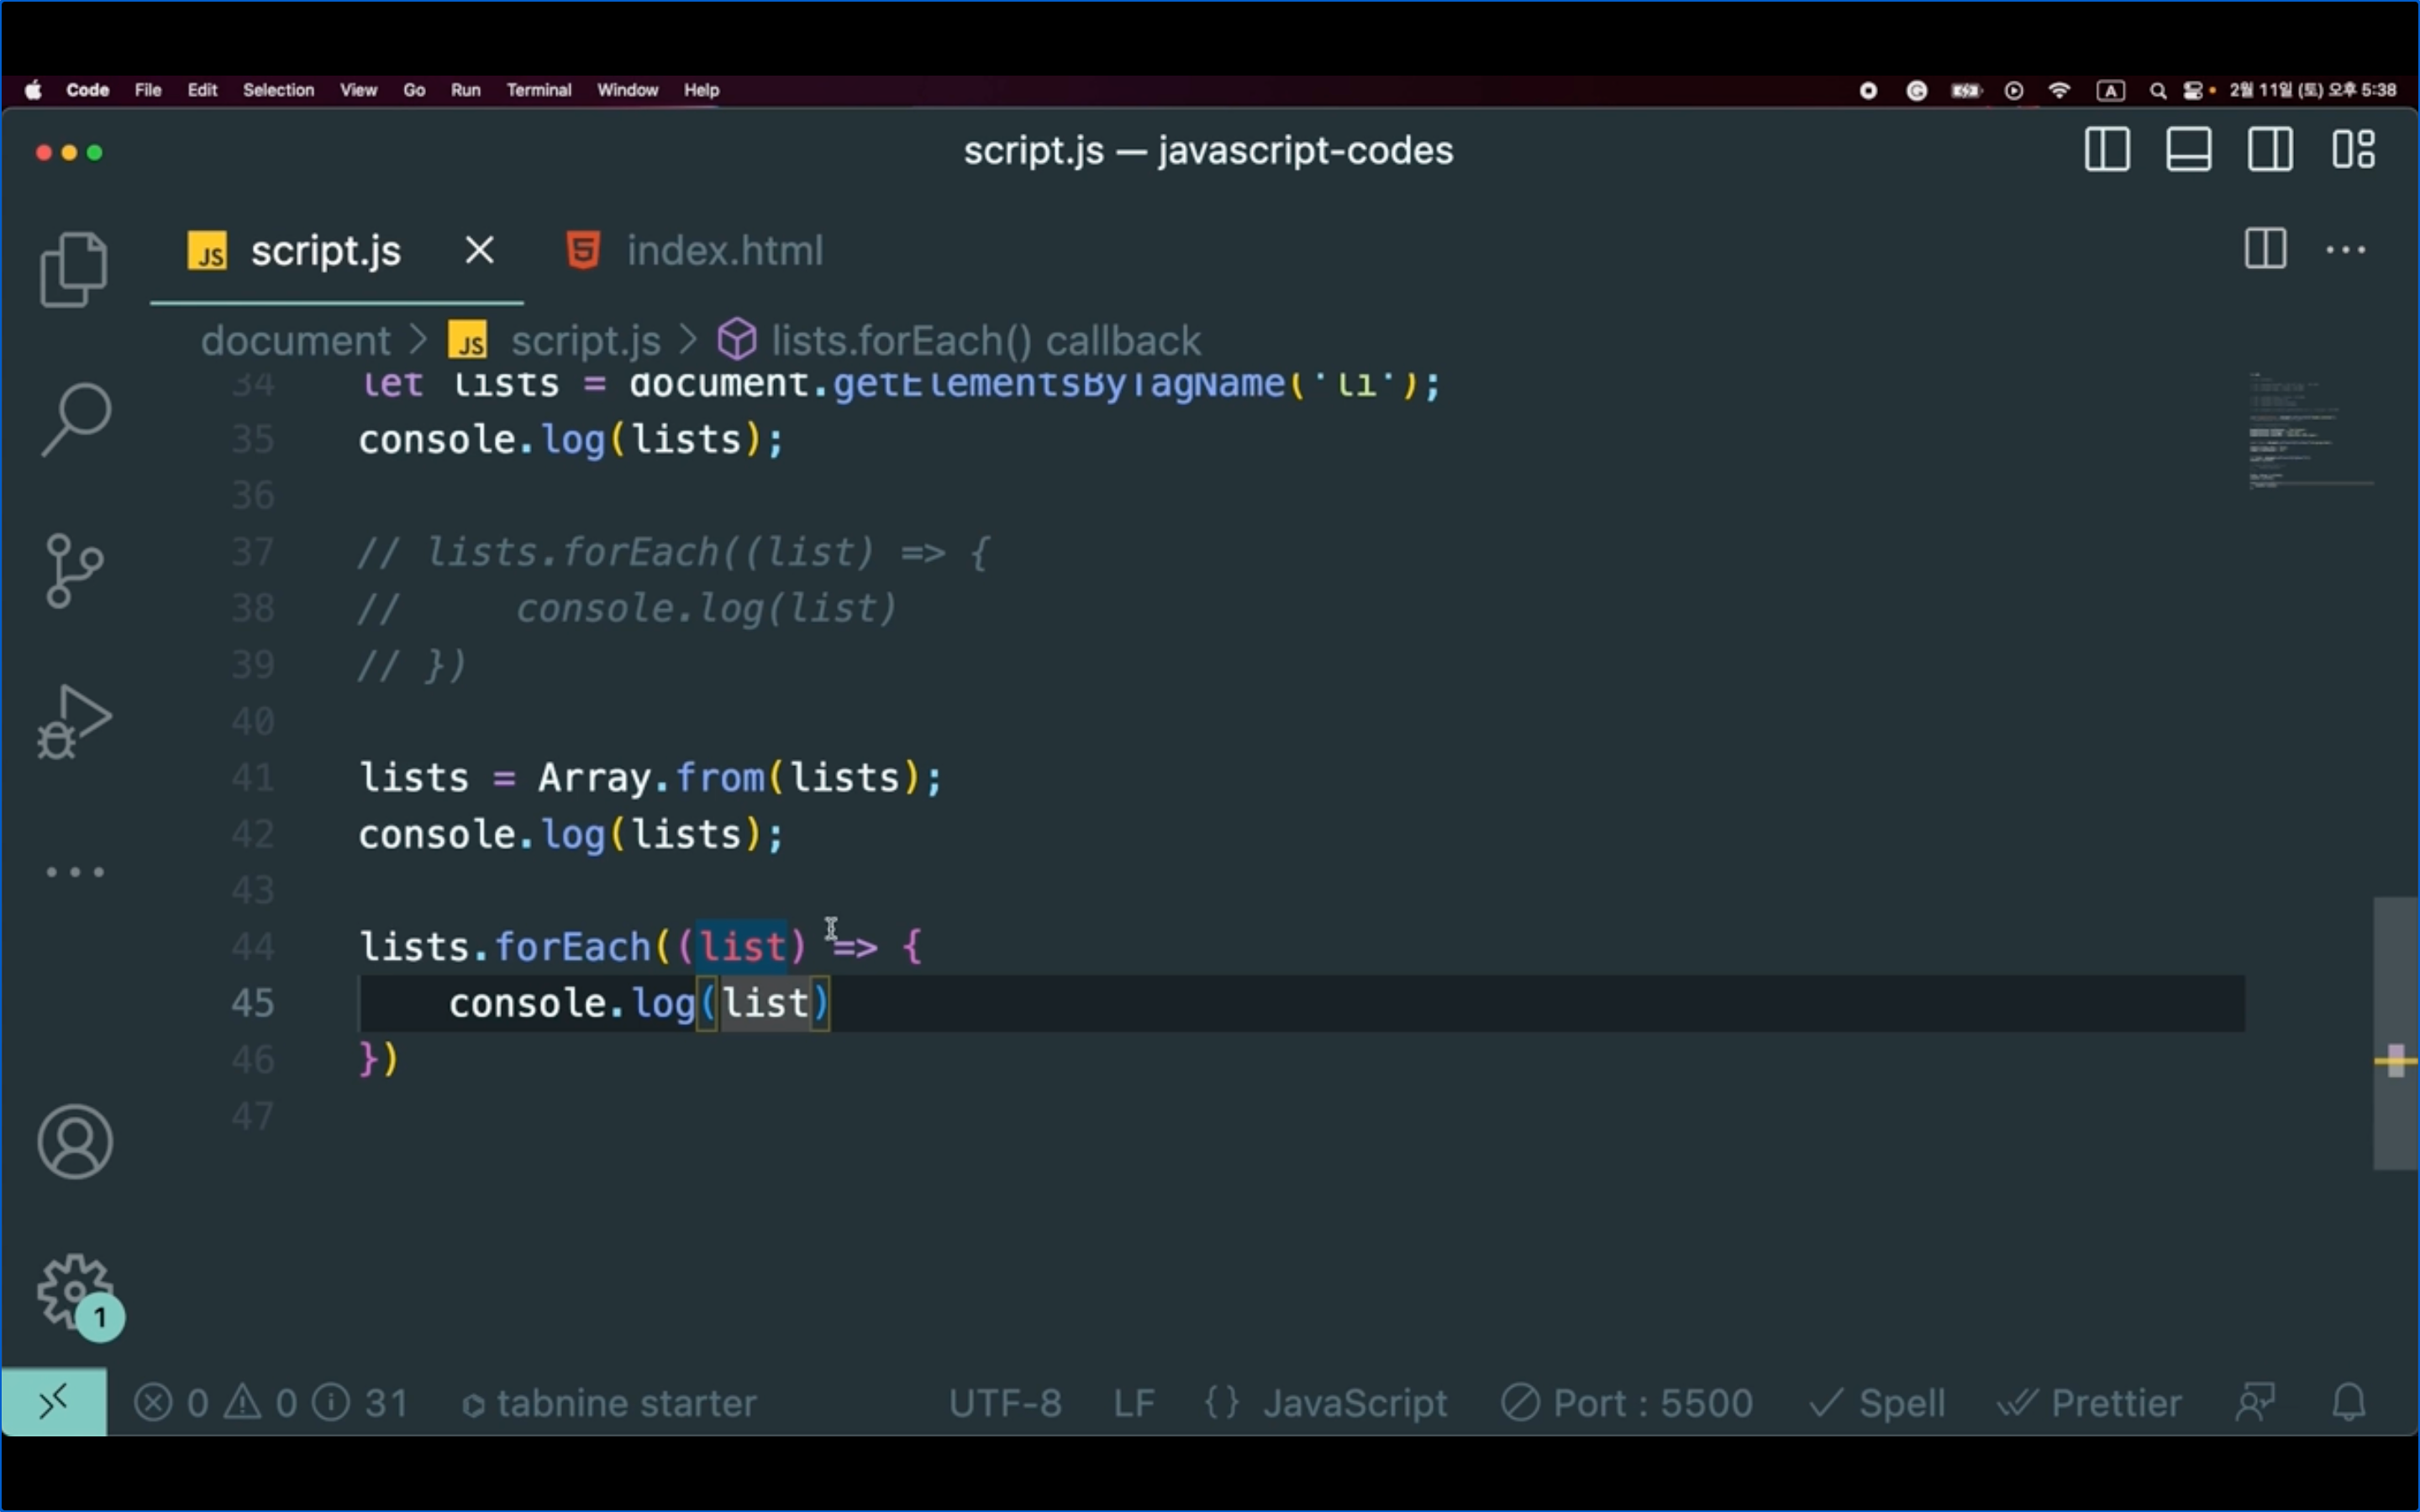 Code File Edit Selection View Go Run Terminal Window Help A 2월 11일 (토) 오후 5:38
script.js — javascript-codes
JS script.js index.html
document > JS script.js > lists.forEach() callback
34 let lists = document.getElementsByTagName('li');
35 console.log(lists);
36
37 // lists.forEach((list) => {
38 //     console.log(list)
39 // })
40
41 lists = Array.from(lists);
42 console.log(lists);
43
44 lists.forEach((list) => {
45     console.log(list)
46 })
47
1
0 0 31 tabnine starter UTF-8 LF {} JavaScript Port : 5500 Spell Prettier